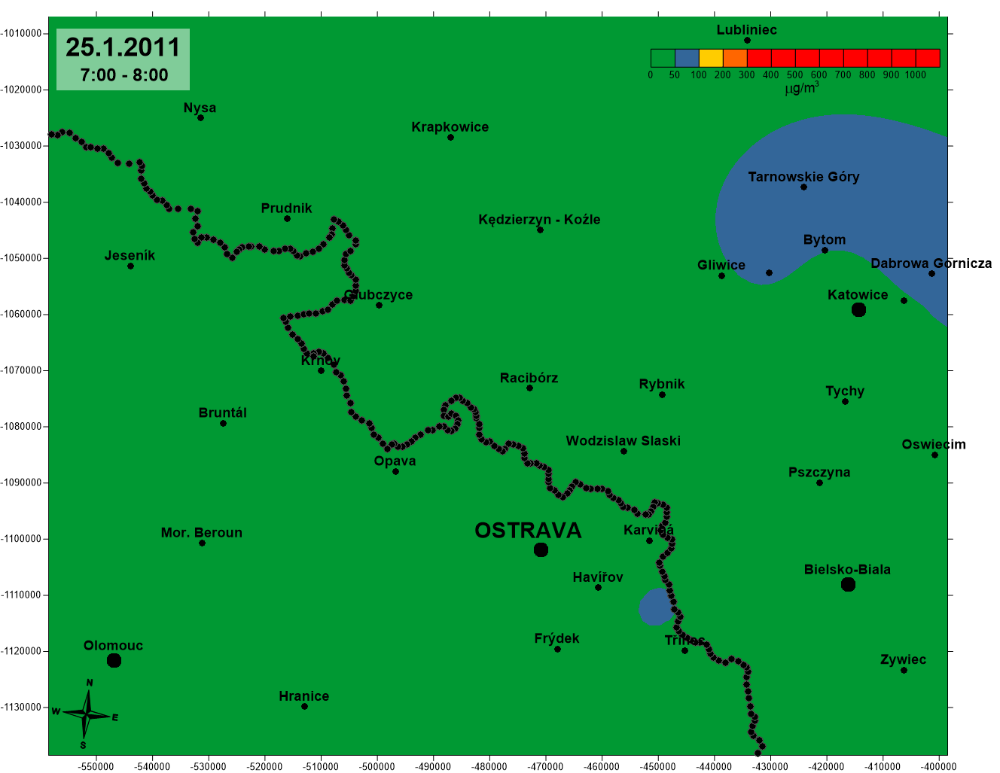 25.1.2011
7:00 - 8:00
Lubliniec
0 50 100 200 300 400 500 600 700 800 900 1000
µg/m³
Nysa
Krapkowice
Tarnowskie Góry
Prudnik
Kędzierzyn - Koźle
Bytom
Jeseník
Gliwice
Dabrowa Górnicza
Glubczyce
Katowice
Krnov
Racibórz
Rybnik
Tychy
Bruntál
Wodzislaw Slaski
Oswiecim
Opava
Pszczyna
Mor. Beroun
OSTRAVA
Karviná
Havířov
Bielsko-Biala
Olomouc
Frýdek
Třinec
Zywiec
Hranice
N
W
E
S
-1010000
-1020000
-1030000
-1040000
-1050000
-1060000
-1070000
-1080000
-1090000
-1100000
-1110000
-1120000
-1130000
-550000 -540000 -530000 -520000 -510000 -500000 -490000 -480000 -470000 -460000 -450000 -440000 -430000 -420000 -410000 -400000